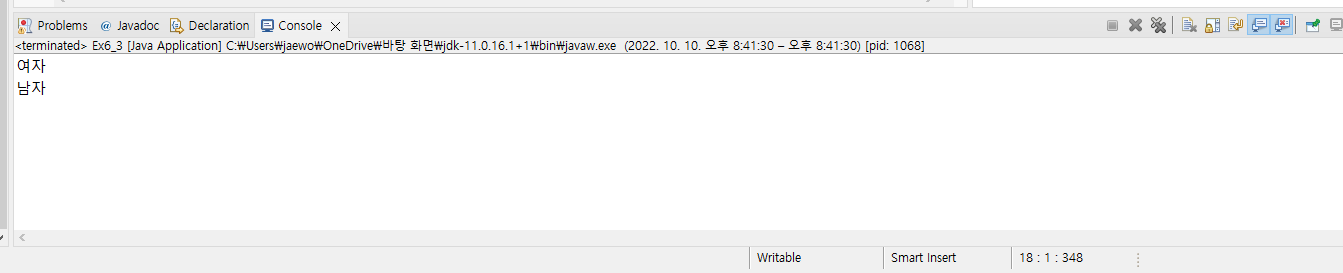 Problems @ Javadoc Declaration Console
<terminated> Ex6_3 [Java Application] C:₩Users₩jaewo₩OneDrive₩바탕 화면₩jdk-11.0.16.1+1₩bin₩javaw.exe (2022. 10. 10. 오후 8:41:30 – 오후 8:41:30) [pid: 1068]
여자
남자
Writable Smart Insert 18 : 1 : 348